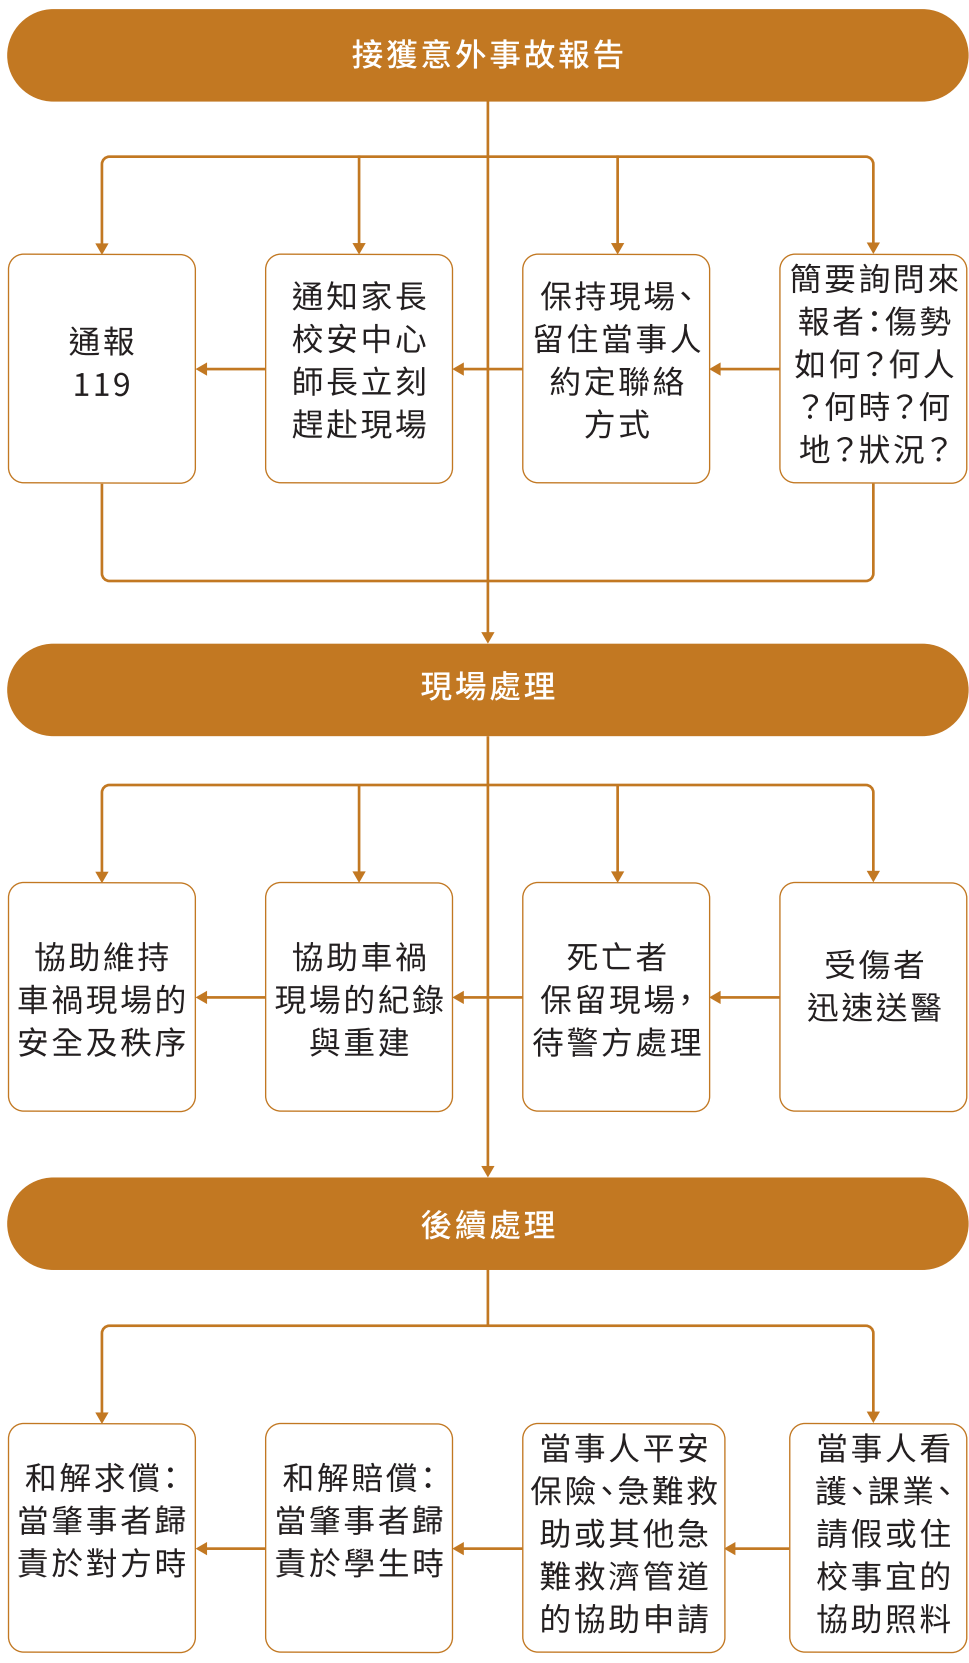 接獲意外事故報告
通報
119
通知家長
校安中心
師長立刻
趕赴現場
保持現場、
留住當事人
約定聯絡
方式
簡要詢問來
報者：傷勢
如何？何人
？何時？何
地？狀況？
現場處理
協助維持
車禍現場的
安全及秩序
協助車禍
現場的紀錄
與重建
死亡者
保留現場，
待警方處理
受傷者
迅速送醫
後續處理
和解求償：
當肇事者歸
責於對方時
和解賠償：
當肇事者歸
責於學生時
當事人平安
保險、急難救
助或其他急
難救濟管道
的協助申請
當事人看
護、課業、
請假或住
校事宜的
協助照料